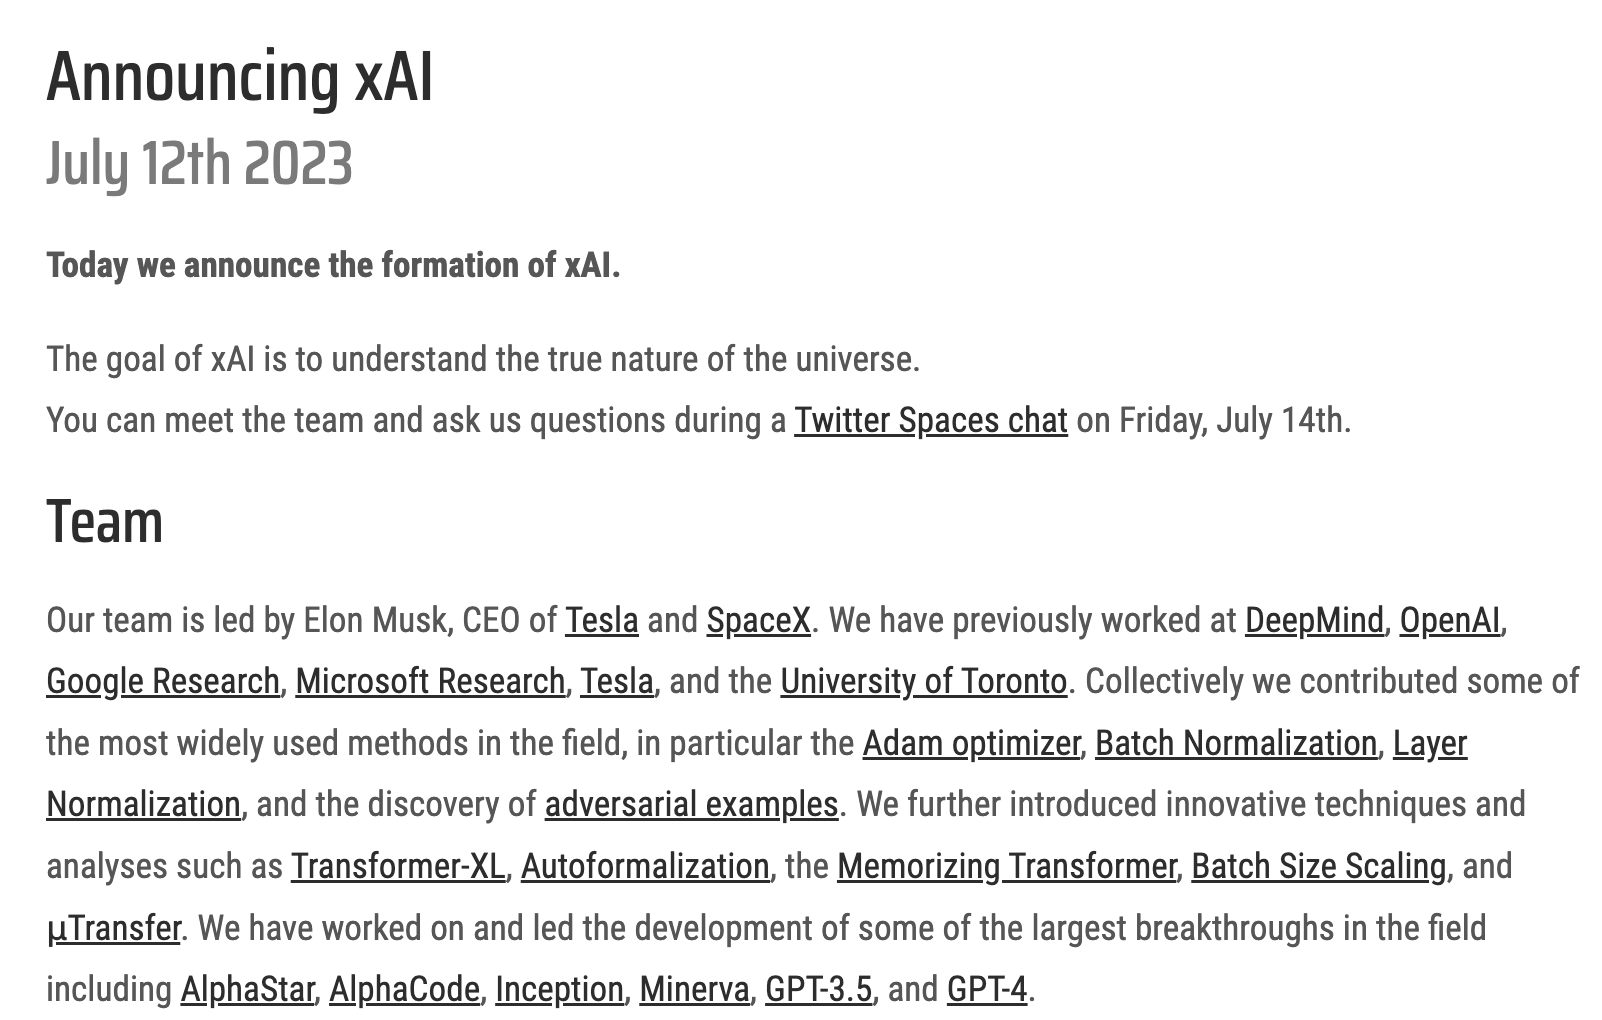 Announcing xAI
July 12th 2023
Today we announce the formation of xAI.
The goal of xAI is to understand the true nature of the universe.
You can meet the team and ask us questions during a Twitter Spaces chat on Friday, July 14th.
Team
Our team is led by Elon Musk, CEO of Tesla and SpaceX. We have previously worked at DeepMind, OpenAI,
Google Research, Microsoft Research, Tesla, and the University of Toronto. Collectively we contributed some of
the most widely used methods in the field, in particular the Adam optimizer, Batch Normalization, Layer
Normalization, and the discovery of adversarial examples. We further introduced innovative techniques and
analyses such as Transformer-XL, Autoformalization, the Memorizing Transformer, Batch Size Scaling, and
μTransfer. We have worked on and led the development of some of the largest breakthroughs in the field
including AlphaStar, AlphaCode, Inception, Minerva, GPT-3.5, and GPT-4.